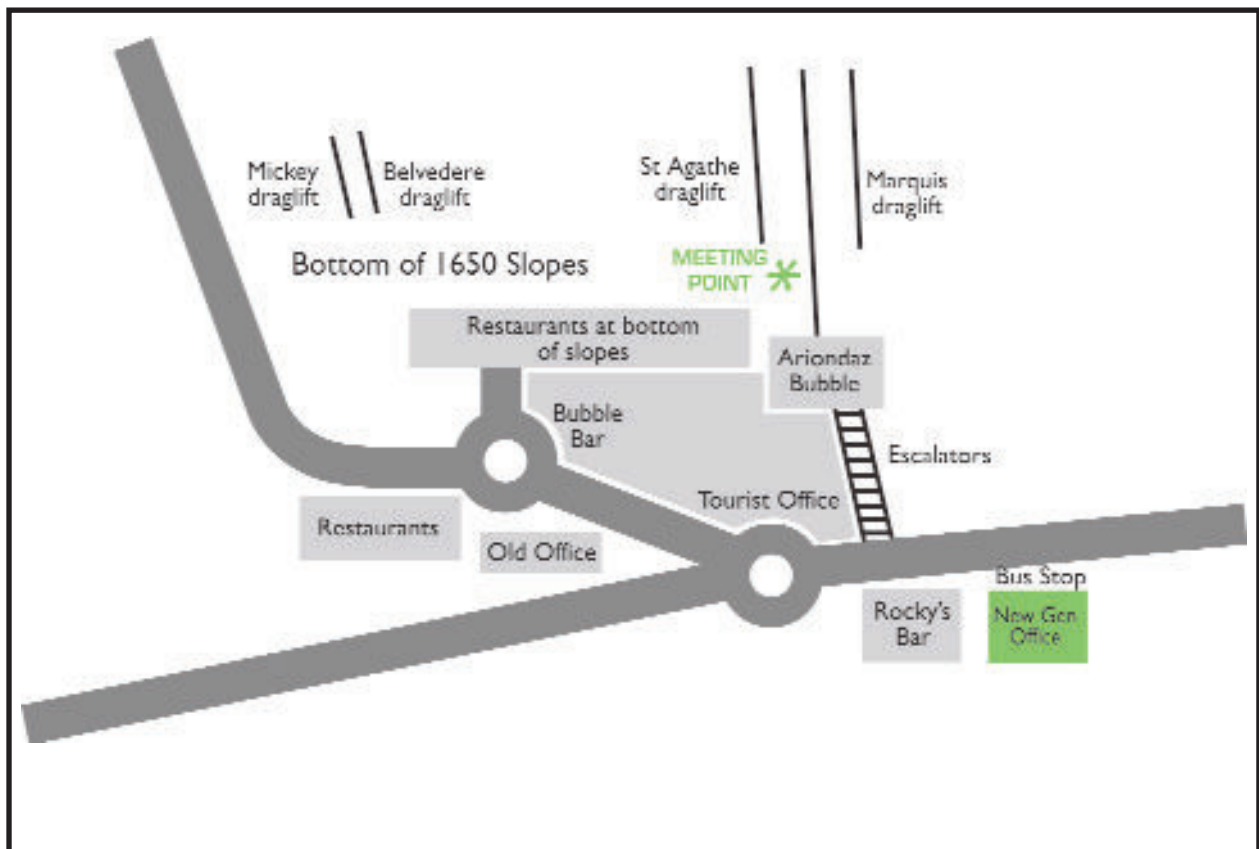 Mickey
draglift
Belvedere
draglift
St Agathe
draglift
Marquis
draglift
Bottom of 1650 Slopes
MEETING
POINT
Restaurants at bottom
of slopes
Ariondaz
Bubble
Bubble
Bar
Escalators
Tourist Office
Restaurants
Old Office
Bus Stop
Rocky's
Bar
New Gen
Office